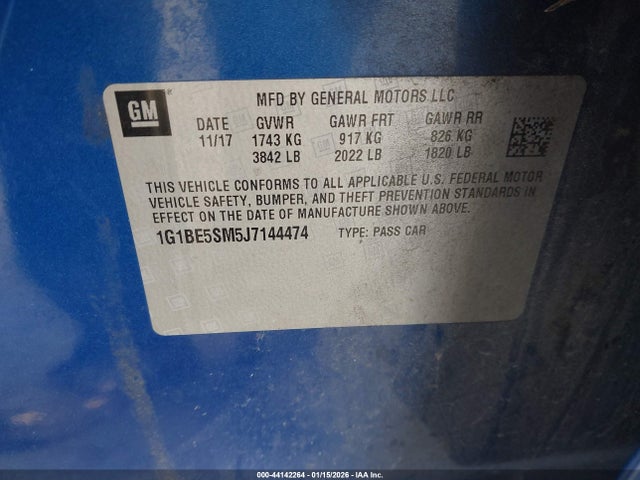 GM
MFD BY GENERAL MOTORS LLC
DATE GVWR GAWR FRT GAWR RR
11/17 1743 KG 917 KG 826 KG
3842 LB 2022 LB 1820 LB
THIS VEHICLE CONFORMS TO ALL APPLICABLE U.S. FEDERAL MOTOR
VEHICLE SAFETY, BUMPER, AND THEFT PREVENTION STANDARDS IN
EFFECT ON THE DATE OF MANUFACTURE SHOWN ABOVE.
1G1BE5SM5J7144474 TYPE: PASS CAR
000-44142264 - 01/15/2026 - IAA Inc.